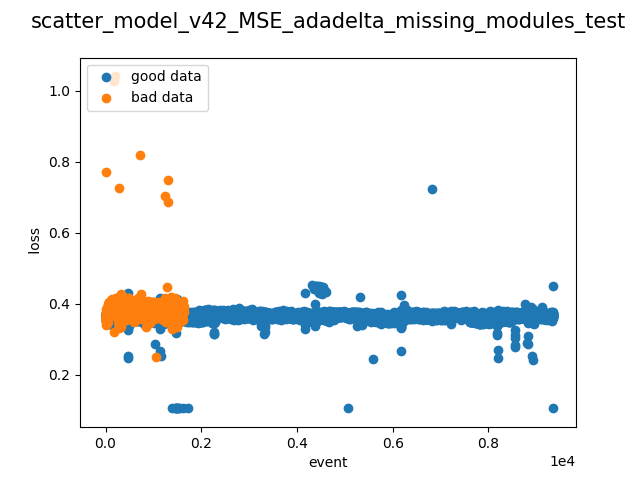 scatter_model_v42_MSE_adadelta_missing_modules_test
good data
bad data
1.0
0.8
0.6
0.4
0.2
loss
0.0
0.2
0.4
0.6
0.8
event
1e4